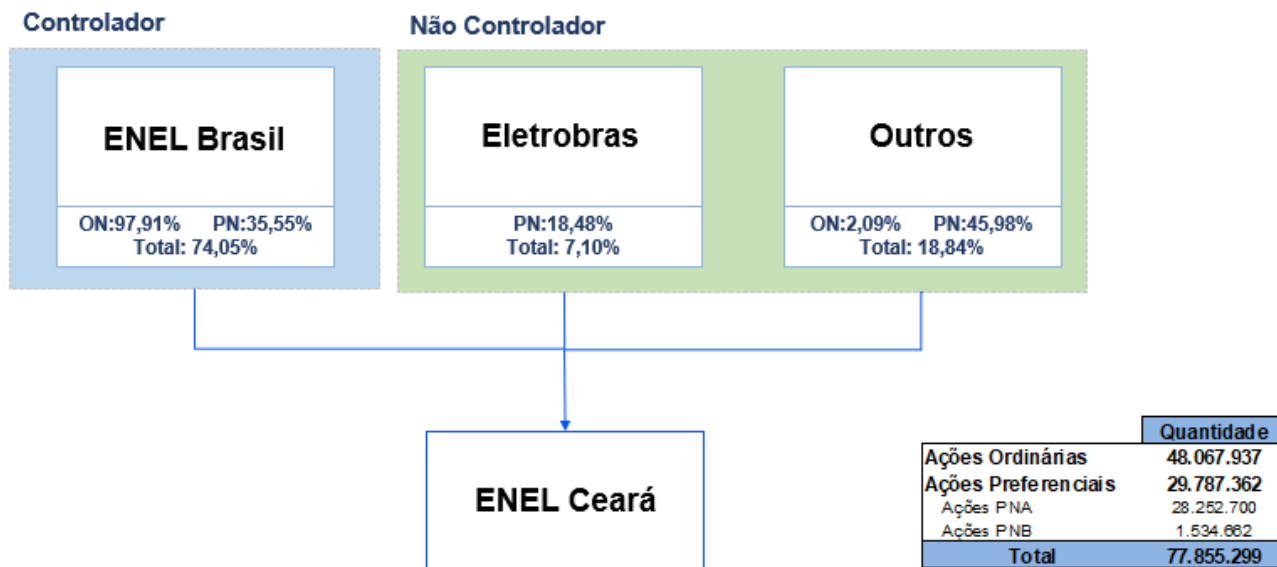 Controlador
Não Controlador
ENEL Brasil
ON:97,91% PN:35,55%
Total: 74,05%
Eletrobras
PN:18,48%
Total: 7,10%
Outros
ON:2,09% PN:45,98%
Total: 18,84%
ENEL Ceará
Quantidade
Ações Ordinárias 48.067.937
Ações Preferenciais 29.787.362
Ações PNA 28.252.700
Ações PNB 1.534.662
Total 77.855.299